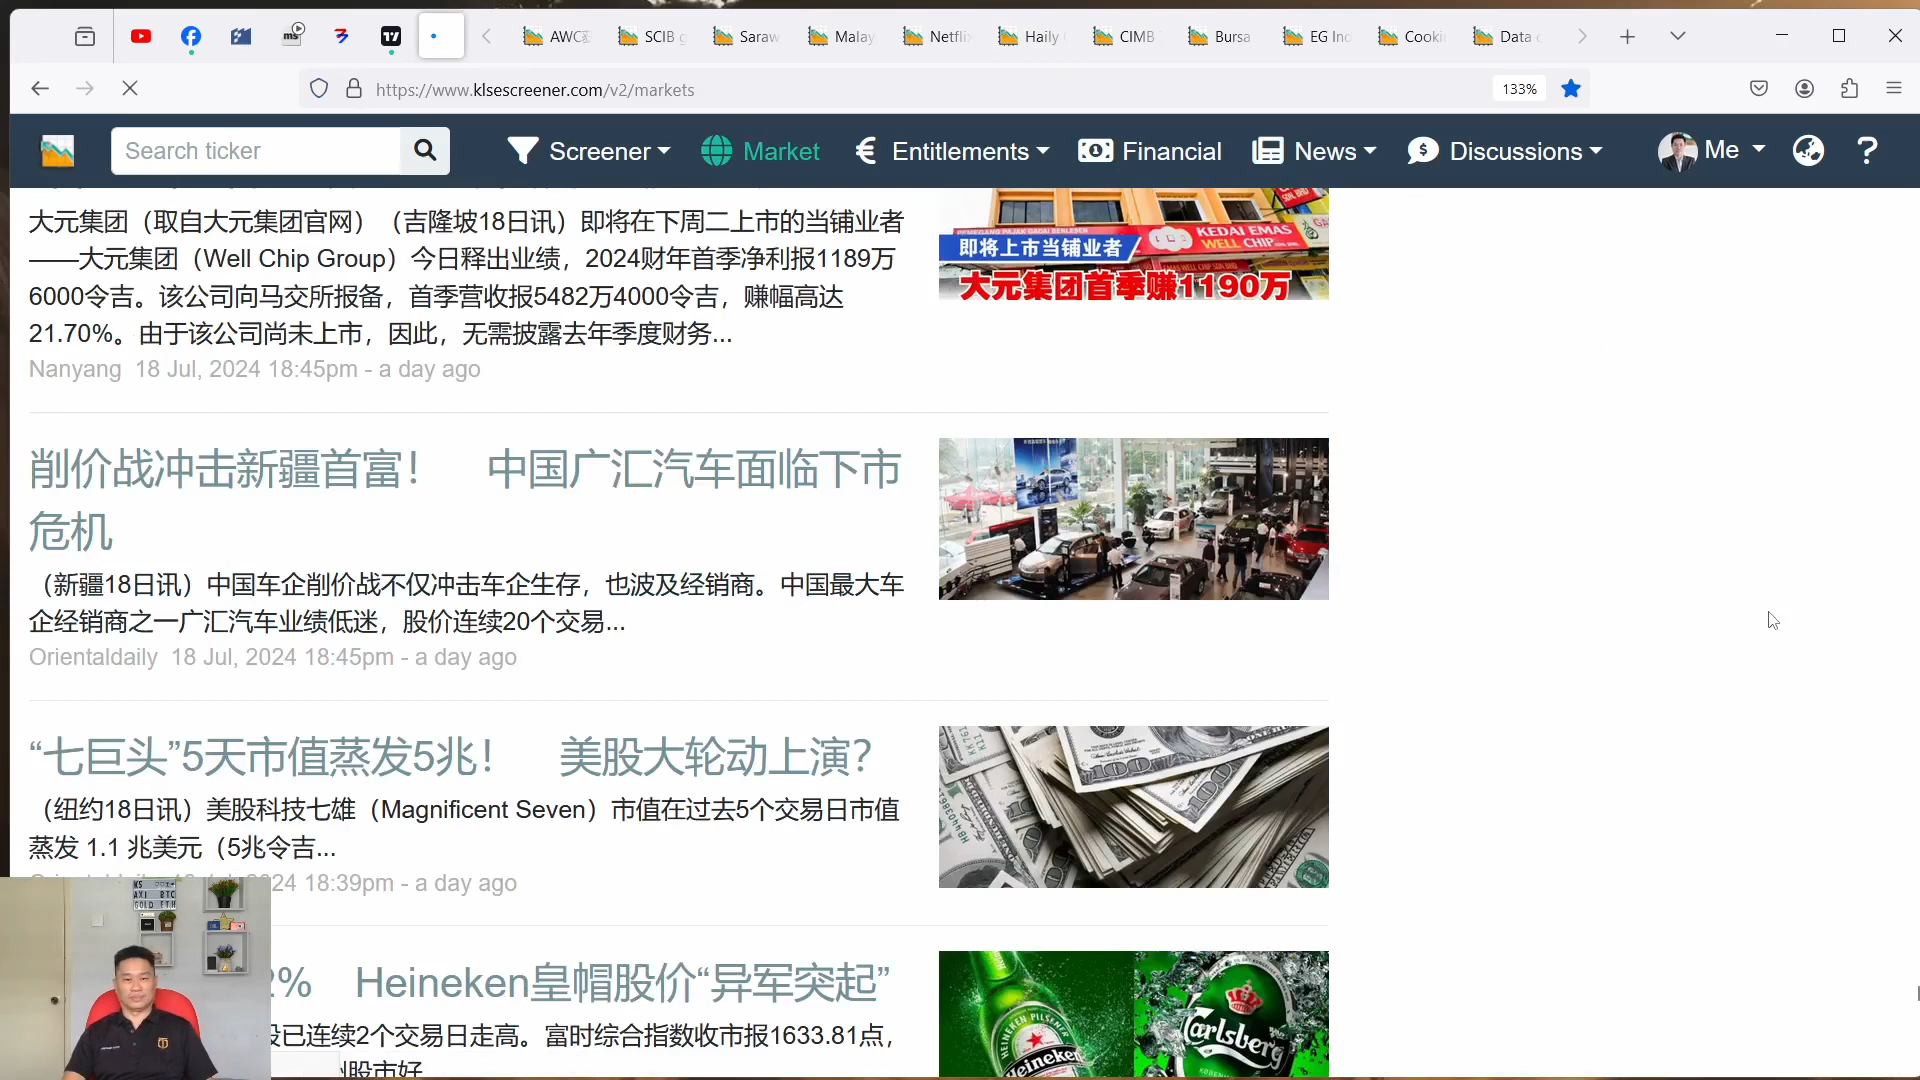 AWC
SCIB
Saraw
Malay
Netfli
Haily
CIMB
Bursa
EG In
Cooki
Data
https://www.klsescreener.com/v2/markets
133%
Search ticker
Screener
Market
Entitlements
Financial
News
Discussions
Me
大元集团（取自大元集团官网）（吉隆坡18日讯）即将在下周二上市的当铺业者
——大元集团（Well Chip Group）今日释出业绩，2024财年首季净利报1189万
6000令吉。该公司向马交所报备，首季营收报5482万4000令吉，赚幅高达
21.70%。由于该公司尚未上市，因此，无需披露去年季度财务...
Nanyang 18 Jul, 2024 18:45pm - a day ago
PEMEGANG PAJAK GADAI BERLESEN
KEDAI EMAS
WELL CHIP SDN BHD
即将上市当铺业者
大元集团首季赚1190万
削价战冲击新疆首富！ 中国广汇汽车面临下市
危机
（新疆18日讯）中国车企削价战不仅冲击车企生存，也波及经销商。中国最大车
企经销商之一广汇汽车业绩低迷，股价连续20个交易...
Orientaldaily 18 Jul, 2024 18:45pm - a day ago
“七巨头”5天市值蒸发5兆！ 美股大轮动上演？
（纽约18日讯）美股科技七雄（Magnificent Seven）市值在过去5个交易日市值
蒸发 1.1 兆美元（5兆令吉...
24 18:39pm - a day ago
100
2% Heineken皇帽股价“异军突起”
已连续2个交易日走高。富时综合指数收市报1633.81点，
股市好
HEINEKEN PILSENER
Heineken
Carlsberg
AXI BTC
GOLD ETH